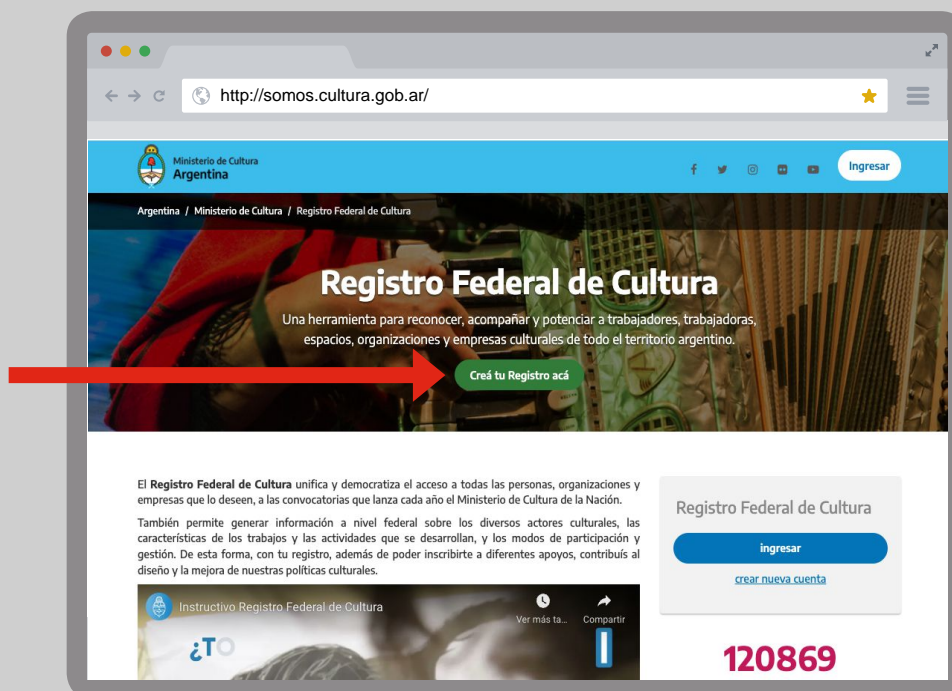 http://somos.cultura.gob.ar/
Ministerio de Cultura
Argentina
Ingresar
Argentina / Ministerio de Cultura / Registro Federal de Cultura
Registro Federal de Cultura
Una herramienta para reconocer, acompañar y potenciar a trabajadores, trabajadoras,
espacios, organizaciones y empresas culturales de todo el territorio argentino.
Creá tu Registro acá
El Registro Federal de Cultura unifica y democratiza el acceso a todas las personas, organizaciones y
empresas que lo deseen, a las convocatorias que lanza cada año el Ministerio de Cultura de la Nación.
También permite generar información a nivel federal sobre los diversos actores culturales, las
características de los trabajos y las actividades que se desarrollan, y los modos de participación y
gestión. De esta forma, con tu registro, además de poder inscribirte a diferentes apoyos, contribuís al
diseño y la mejora de nuestras políticas culturales.
Instructivo Registro Federal de Cultura
Ver más ta...
Compartir
¿TO
Registro Federal de Cultura
ingresar
crear nueva cuenta
120869